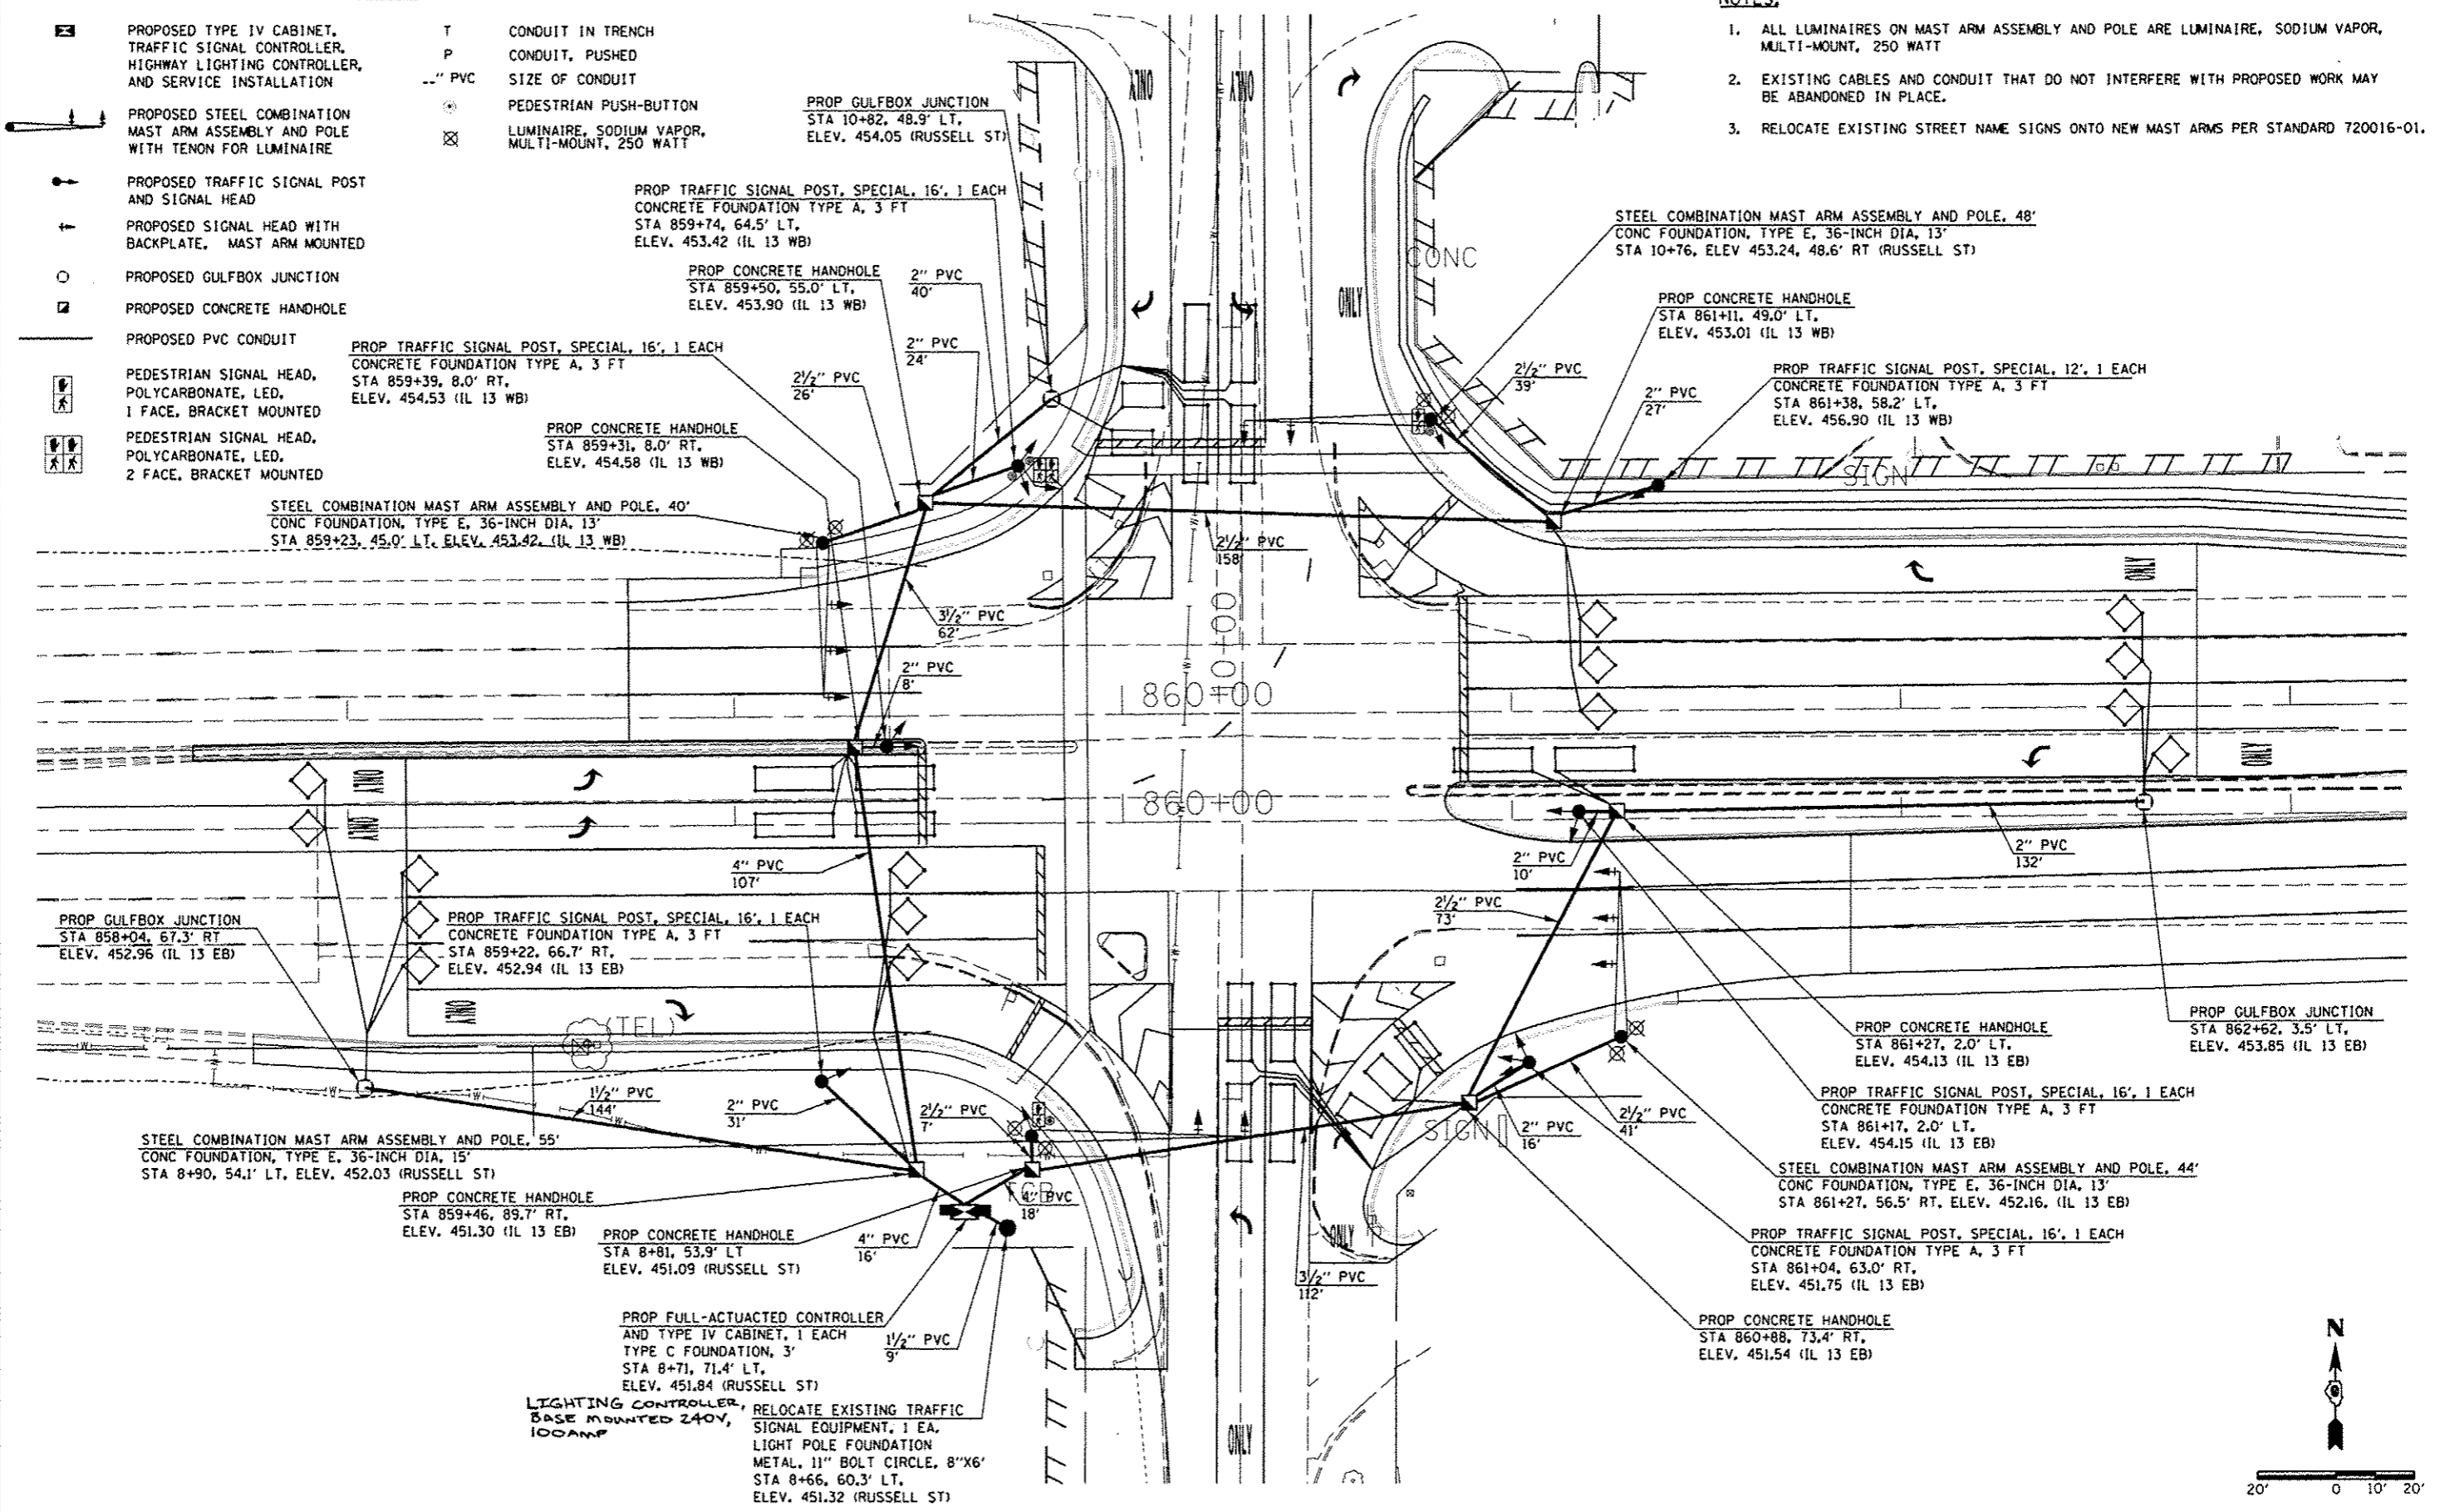 NOTES:
1. ALL LUMINAIRES ON MAST ARM ASSEMBLY AND POLE ARE LUMINAIRE, SODIUM VAPOR,
MULTI-MOUNT, 250 WATT
2. EXISTING CABLES AND CONDUIT THAT DO NOT INTERFERE WITH PROPOSED WORK MAY
BE ABANDONED IN PLACE.
3. RELOCATE EXISTING STREET NAME SIGNS ONTO NEW MAST ARMS PER STANDARD 720016-01.
PROPOSED TYPE IV CABINET,
TRAFFIC SIGNAL CONTROLLER,
HIGHWAY LIGHTING CONTROLLER,
AND SERVICE INSTALLATION
PROPOSED STEEL COMBINATION
MAST ARM ASSEMBLY AND POLE
WITH TENON FOR LUMINAIRE
PROPOSED TRAFFIC SIGNAL POST
AND SIGNAL HEAD
PROPOSED SIGNAL HEAD WITH
BACKPLATE, MAST ARM MOUNTED
PROPOSED GULFBOX JUNCTION
PROPOSED CONCRETE HANDHOLE
PROPOSED PVC CONDUIT
PEDESTRIAN SIGNAL HEAD,
POLYCARBONATE, LED,
1 FACE, BRACKET MOUNTED
PEDESTRIAN SIGNAL HEAD,
POLYCARBONATE, LED,
2 FACE, BRACKET MOUNTED
T CONDUIT IN TRENCH
P CONDUIT, PUSHED
--" PVC SIZE OF CONDUIT
PEDESTRIAN PUSH-BUTTON
LUMINAIRE, SODIUM VAPOR,
MULTI-MOUNT, 250 WATT
PROP GULFBOX JUNCTION
STA 10+82, 48.9' LT,
ELEV. 454.05 (RUSSELL ST)
PROP TRAFFIC SIGNAL POST, SPECIAL, 16', 1 EACH
CONCRETE FOUNDATION TYPE A, 3 FT
STA 859+74, 64.5' LT,
ELEV. 453.42 (IL 13 WB)
PROP CONCRETE HANDHOLE
STA 859+50, 55.0' LT,
ELEV. 453.90 (IL 13 WB)
2" PVC
40'
2" PVC
24'
2½" PVC
26'
PROP TRAFFIC SIGNAL POST, SPECIAL, 16', 1 EACH
CONCRETE FOUNDATION TYPE A, 3 FT
STA 859+39, 8.0' RT,
ELEV. 454.53 (IL 13 WB)
PROP CONCRETE HANDHOLE
STA 859+31, 8.0' RT,
ELEV. 454.58 (IL 13 WB)
STEEL COMBINATION MAST ARM ASSEMBLY AND POLE, 40'
CONC FOUNDATION, TYPE E, 36-INCH DIA, 13'
STA 859+23, 45.0' LT, ELEV. 453.42, (IL 13 WB)
STEEL COMBINATION MAST ARM ASSEMBLY AND POLE, 48'
CONC FOUNDATION, TYPE E, 36-INCH DIA, 13'
STA 10+76, ELEV 453.24, 48.6' RT (RUSSELL ST)
PROP CONCRETE HANDHOLE
STA 861+11, 49.0' LT,
ELEV. 453.01 (IL 13 WB)
PROP TRAFFIC SIGNAL POST, SPECIAL, 12', 1 EACH
CONCRETE FOUNDATION TYPE A, 3 FT
STA 861+38, 58.2' LT,
ELEV. 456.90 (IL 13 WB)
2½" PVC
39'
2" PVC
27'
ONLY
ONLY
ONLY
CONC
SIGN
2½" PVC
158'
3½" PVC
62'
2" PVC
8'
10+00
860+00
860+00
ONLY
ONLY
ONLY
ONLY
ONLY
4" PVC
107'
2" PVC
10'
2½" PVC
73'
2" PVC
132'
PROP GULFBOX JUNCTION
STA 858+04, 67.3' RT
ELEV. 452.96 (IL 13 EB)
PROP TRAFFIC SIGNAL POST, SPECIAL, 16', 1 EACH
CONCRETE FOUNDATION TYPE A, 3 FT
STA 859+22, 66.7' RT,
ELEV. 452.94 (IL 13 EB)
(TEL)
P
1½" PVC
144'
2" PVC
31'
2½" PVC
7'
SIGN
2" PVC
16'
2½" PVC
41'
PROP CONCRETE HANDHOLE
STA 861+27, 2.0' LT,
ELEV. 454.13 (IL 13 EB)
PROP GULFBOX JUNCTION
STA 862+62, 3.5' LT,
ELEV. 453.85 (IL 13 EB)
PROP TRAFFIC SIGNAL POST, SPECIAL, 16', 1 EACH
CONCRETE FOUNDATION TYPE A, 3 FT
STA 861+17, 2.0' LT,
ELEV. 454.15 (IL 13 EB)
STEEL COMBINATION MAST ARM ASSEMBLY AND POLE, 44'
CONC FOUNDATION, TYPE E, 36-INCH DIA, 13'
STA 861+27, 56.5' RT, ELEV. 452.16, (IL 13 EB)
PROP TRAFFIC SIGNAL POST, SPECIAL, 16', 1 EACH
CONCRETE FOUNDATION TYPE A, 3 FT
STA 861+04, 63.0' RT,
ELEV. 451.75 (IL 13 EB)
PROP CONCRETE HANDHOLE
STA 860+88, 73.4' RT,
ELEV. 451.54 (IL 13 EB)
STEEL COMBINATION MAST ARM ASSEMBLY AND POLE, 55'
CONC FOUNDATION, TYPE E, 36-INCH DIA, 15'
STA 8+90, 54.1' LT, ELEV. 452.03 (RUSSELL ST)
PROP CONCRETE HANDHOLE
STA 859+46, 89.7' RT,
ELEV. 451.30 (IL 13 EB)
PROP CONCRETE HANDHOLE
STA 8+81, 53.9' LT
ELEV. 451.09 (RUSSELL ST)
TCB
4" PVC
18'
4" PVC
16'
1½" PVC
9'
3½" PVC
112'
PROP FULL-ACTUACTED CONTROLLER
AND TYPE IV CABINET, 1 EACH
TYPE C FOUNDATION, 3'
STA 8+71, 71.4' LT,
ELEV. 451.84 (RUSSELL ST)
LIGHTING CONTROLLER,
BASE MOUNTED 240V,
100AMP
RELOCATE EXISTING TRAFFIC
SIGNAL EQUIPMENT, 1 EA.
LIGHT POLE FOUNDATION
METAL, 11" BOLT CIRCLE, 8"X6'
STA 8+66, 60.3' LT,
ELEV. 451.32 (RUSSELL ST)
ONLY
ONLY
N
20' 0 10' 20'